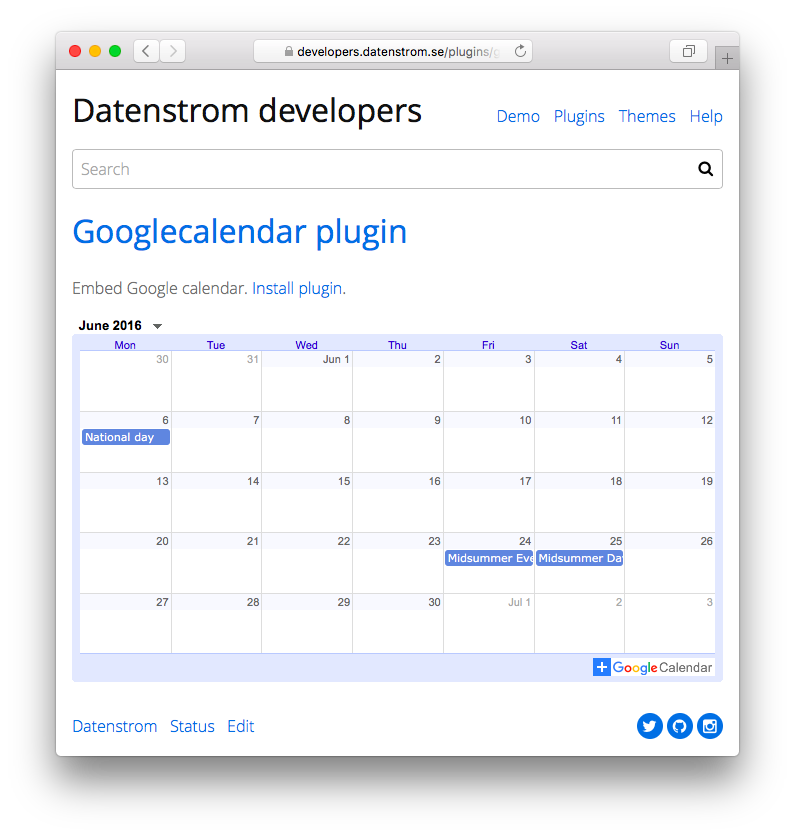 developers.datenstrom.se/plugins/
Datenstrom developers
Demo Plugins Themes Help
Search
Googlecalendar plugin
Embed Google calendar. Install plugin.
June 2016
Mon Tue Wed Thu Fri Sat Sun
30 31 Jun 1 2 3 4 5
6 7 8 9 10 11 12
National day
13 14 15 16 17 18 19
20 21 22 23 24 25 26
Midsummer Eve Midsummer Da
27 28 29 30 Jul 1 2 3
Google Calendar
Datenstrom Status Edit